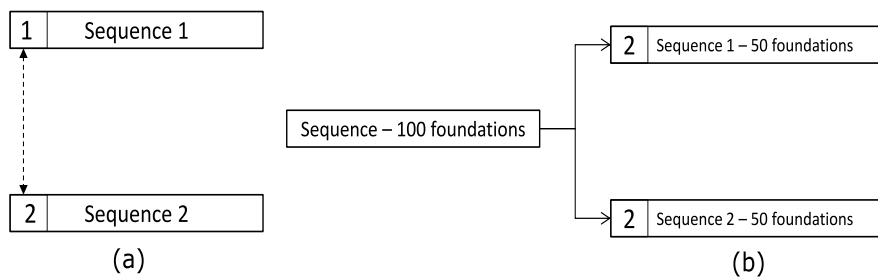 1 Sequence 1
2 Sequence 2
(a)
Sequence – 100 foundations
2 Sequence 1 – 50 foundations
2 Sequence 2 – 50 foundations
(b)